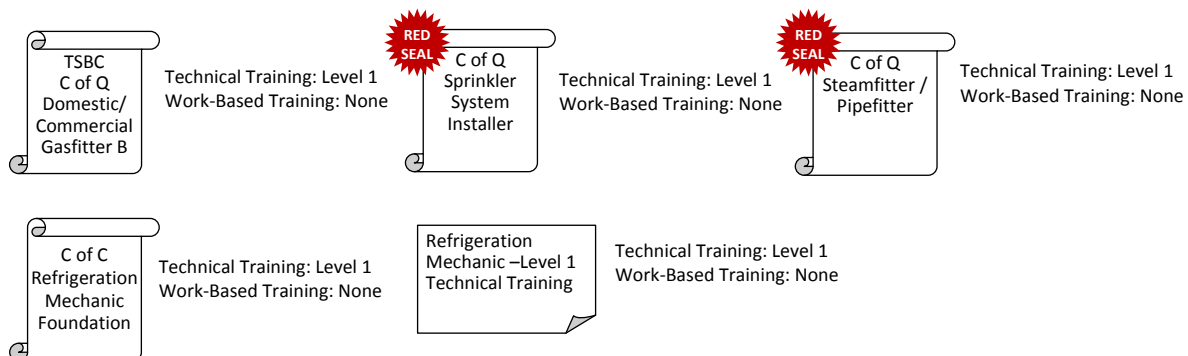 TSBC
C of Q
Domestic/
Commercial
Gasfitter B
Technical Training: Level 1
Work-Based Training: None
RED
SEAL
C of Q
Sprinkler
System
Installer
Technical Training: Level 1
Work-Based Training: None
RED
SEAL
C of Q
Steamfitter /
Pipefitter
Technical Training: Level 1
Work-Based Training: None
C of C
Refrigeration
Mechanic
Foundation
Technical Training: Level 1
Work-Based Training: None
Refrigeration
Mechanic –Level 1
Technical Training
Technical Training: Level 1
Work-Based Training: None